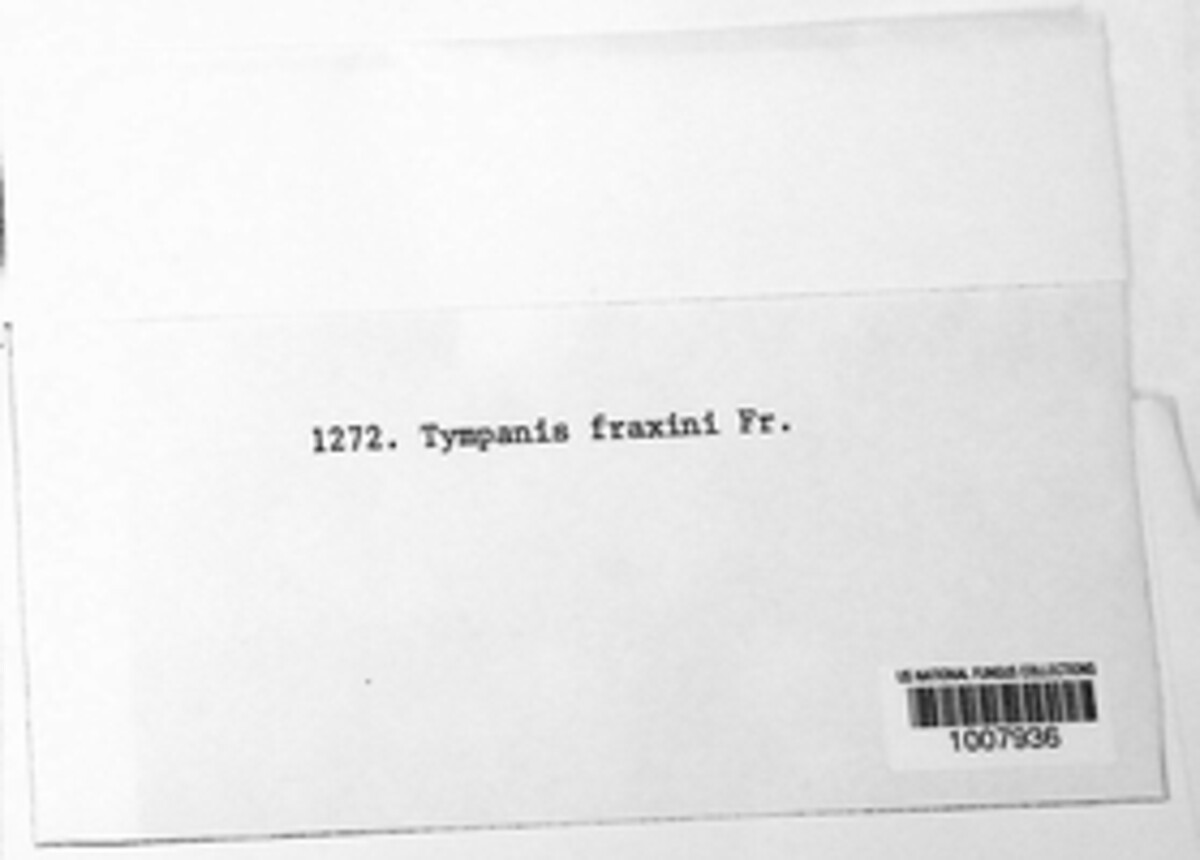 1272. Tympanis fraxini Fr.
US NATIONAL FUNGUS COLLECTIONS
1007936